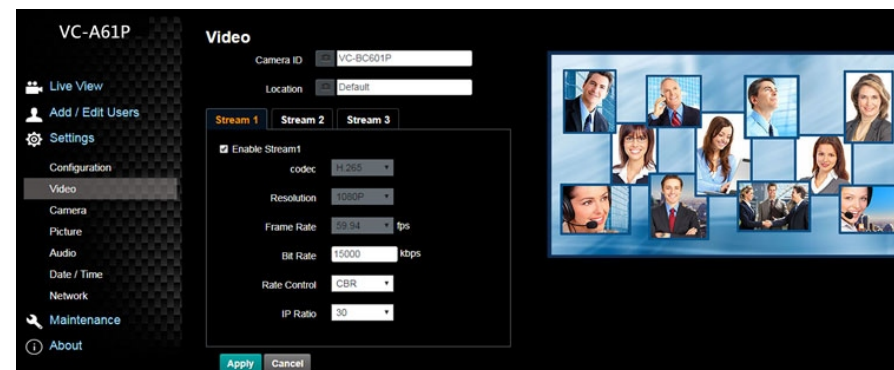 VC-A61P
Live View
Add / Edit Users
Settings
Configuration
Video
Camera
Picture
Audio
Date / Time
Network
Maintenance
About
Video
Camera ID VC-BC601P
Location Default
Stream 1 Stream 2 Stream 3
Enable Stream1
codec H.265
Resolution 1080P
Frame Rate 59.94 fps
Bit Rate 15000 kbps
Rate Control CBR
IP Ratio 30
Apply Cancel